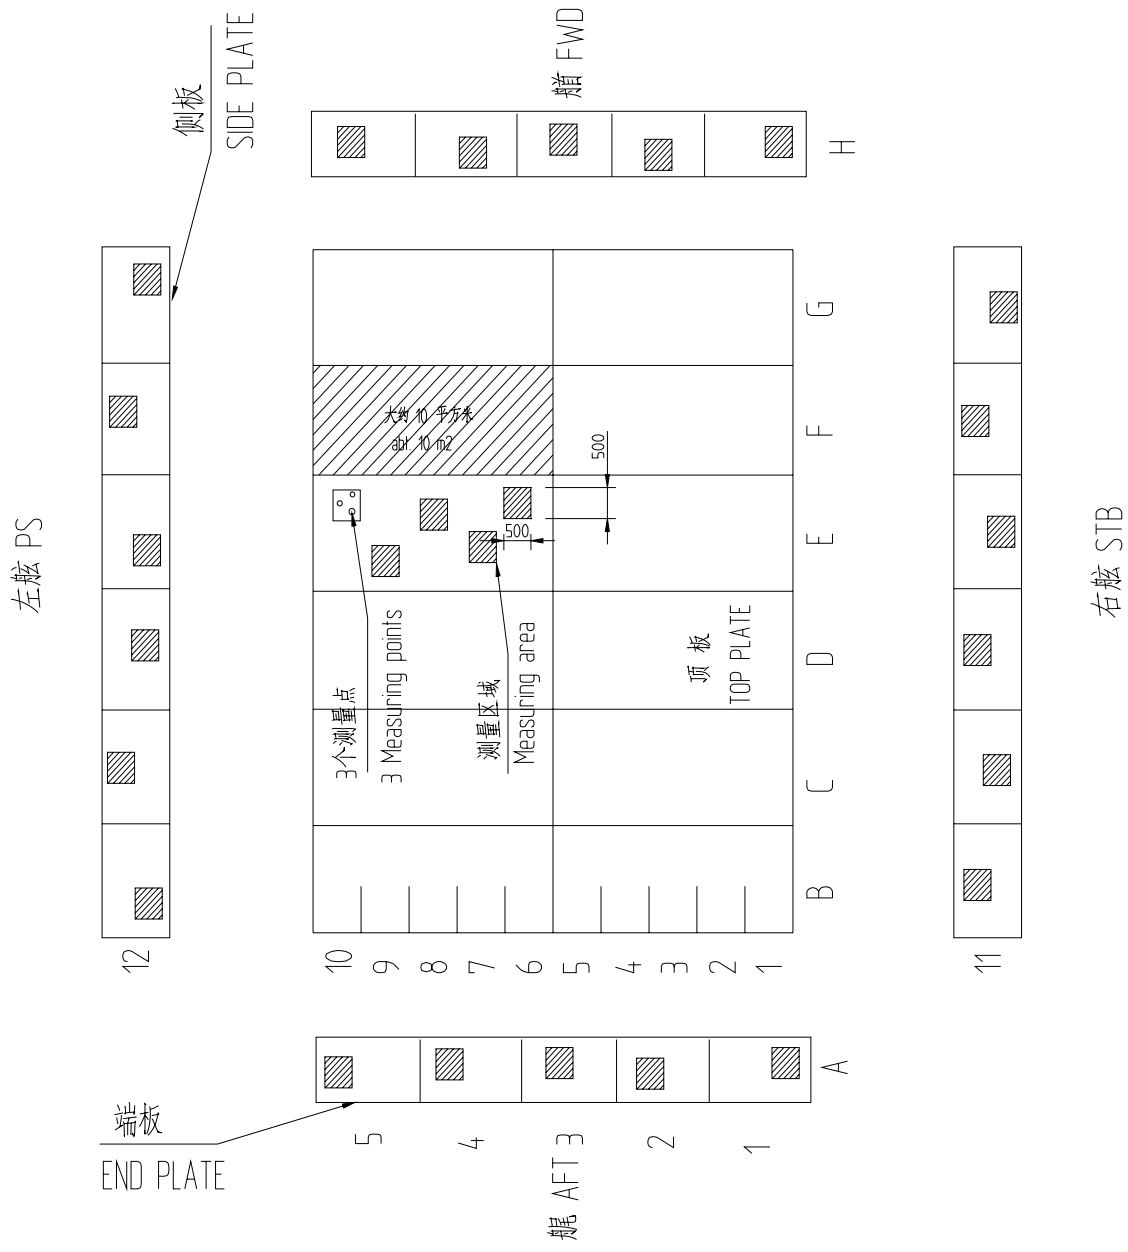 艏 FWD
侧板
SIDE PLATE
H
左舷 PS
12
大约 10 平方米
abt. 10 m2
500
500
3个测量点
3 Measuring points
测量区域
Measuring area
顶 板
TOP PLATE
G
F
E
D
C
B
10
9
8
7
6
5
4
3
2
1
右舷 STB
11
A
端板
END PLATE
5
4
3
2
1
艉 AFT